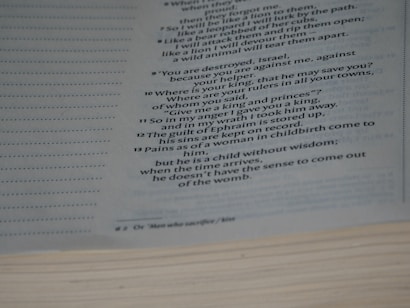 when they
then they forgot me.
7 So I will be like a lion to them,
like a leopard I will lurk by the path.
8 Like a bear robbed of her cubs,
I will attack them and rip them open;
like a lion I will devour them –
a wild animal will tear them apart.
9 'You are destroyed, Israel,
because you are against me, against
your helper.
10 Where is your king, that he may save you?
Where are your rulers in all your towns,
of whom you said,
"Give me a king and princes"?
11 So in my anger I gave you a king,
and in my wrath I took him away.
12 The guilt of Ephraim is stored up,
his sins are kept on record.
13 Pains as of a woman in childbirth come to
him,
but he is a child without wisdom;
when the time arrives,
he doesn't have the sense to come out
of the womb.
Or 'Men who sacrifice / kiss